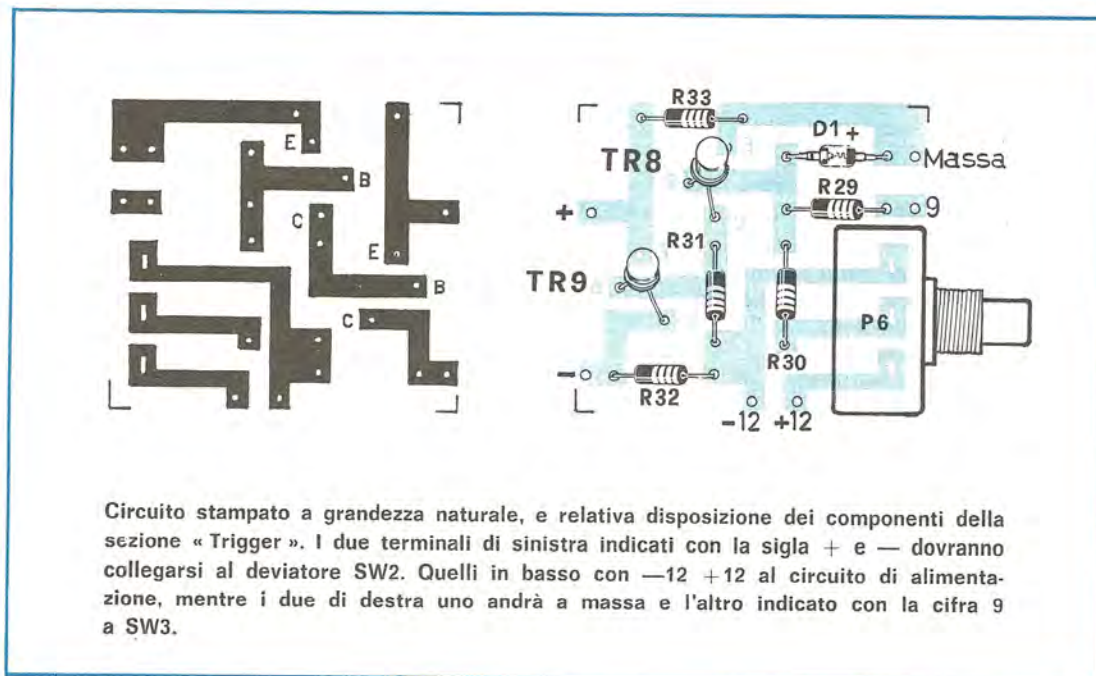 E
B
C
E
B
C
R33
D1 +
TR8
Massa
R29
+
9
R31
TR9
P6
R30
-
R32
-12 +12
Circuito stampato a grandezza naturale, e relativa disposizione dei componenti della
sezione « Trigger ». I due terminali di sinistra indicati con la sigla + e — dovranno
collegarsi al deviatore SW2. Quelli in basso con —12 +12 al circuito di alimenta-
zione, mentre i due di destra uno andrà a massa e l'altro indicato con la cifra 9
a SW3.